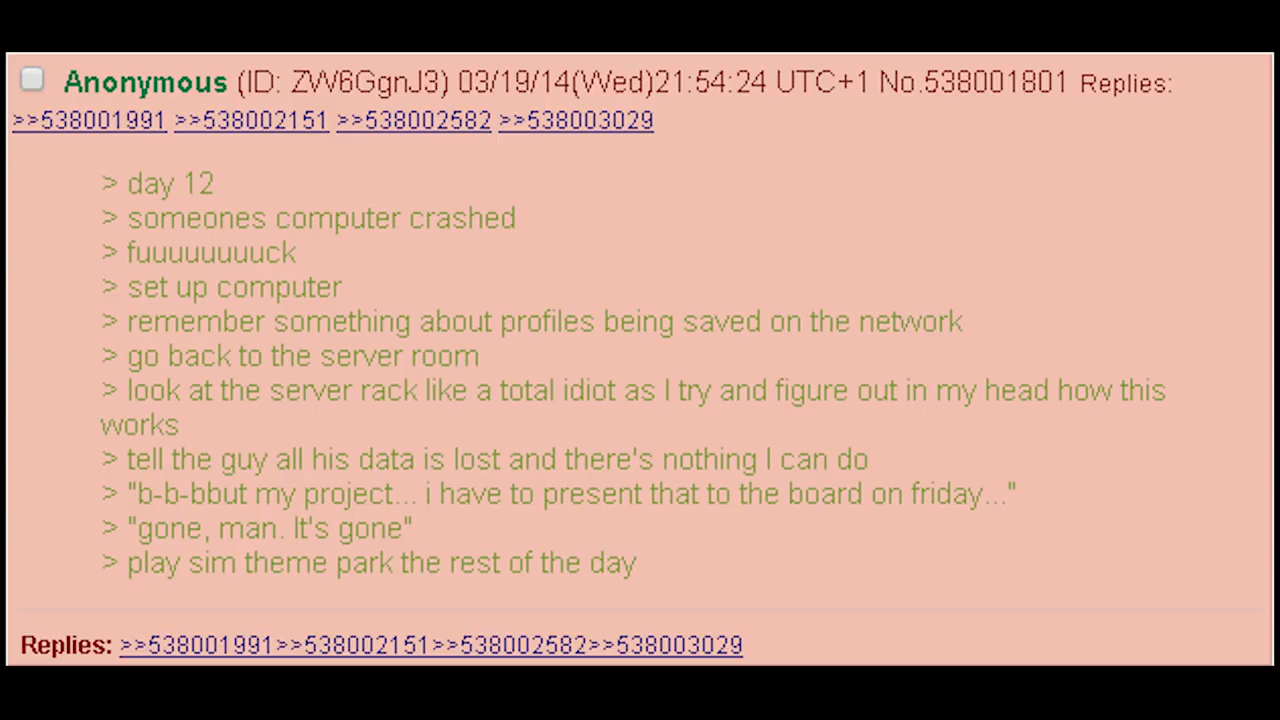 Anonymous (ID: ZW6GgnJ3) 03/19/14(Wed)21:54:24 UTC+1 No.538001801 Replies:
>>538001991 >>538002151 >>538002582 >>538003029
> day 12
> someones computer crashed
> fuuuuuuuuck
> set up computer
> remember something about profiles being saved on the network
> go back to the server room
> look at the server rack like a total idiot as I try and figure out in my head how this
works
> tell the guy all his data is lost and there's nothing I can do
> "b-b-bbut my project... i have to present that to the board on friday..."
> "gone, man. It's gone"
> play sim theme park the rest of the day
Replies: >>538001991>>538002151>>538002582>>538003029